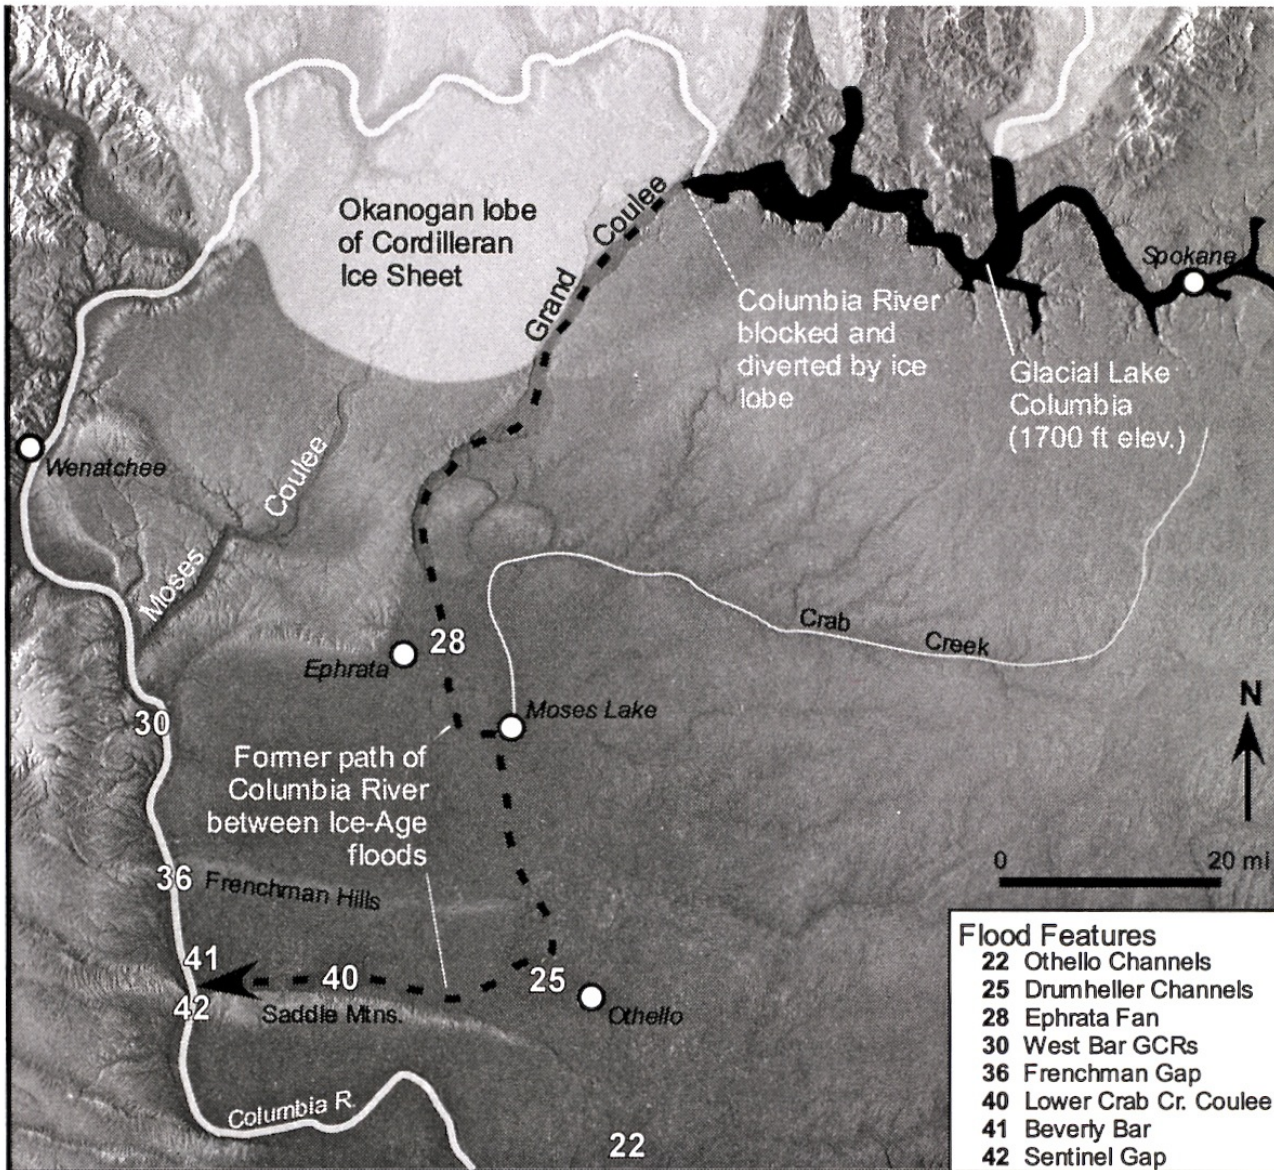 Okanogan lobe
of Cordilleran
Ice Sheet
Grand Coulee
Spokane
Columbia River
blocked and
diverted by ice
lobe
Glacial Lake
Columbia
(1700 ft elev.)
Wenatchee
Moses Coulee
Crab Creek
28
Ephrata
Moses Lake
N
30
Former path of
Columbia River
between Ice-Age
floods
0 20 mi
36
Frenchman Hills
41
40
25
42
Saddle Mtns.
Othello
Columbia R.
22
Flood Features
22 Othello Channels
25 Drumheller Channels
28 Ephrata Fan
30 West Bar GCRs
36 Frenchman Gap
40 Lower Crab Cr. Coulee
41 Beverly Bar
42 Sentinel Gap